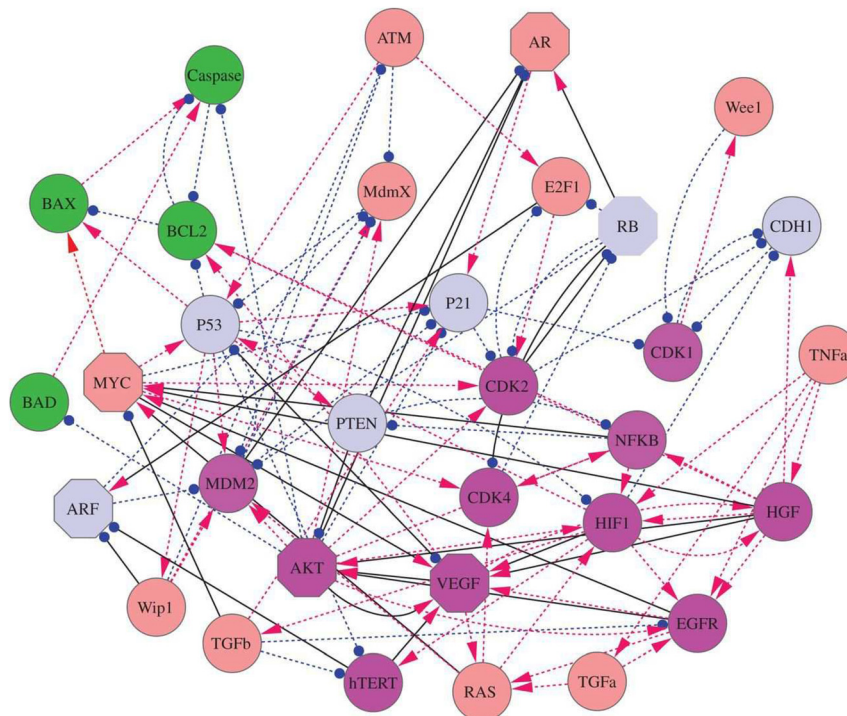 ATM
AR
Caspase
Wee1
MdmX
E2F1
BAX
BCL2
RB
CDH1
P53
P21
CDK1
TNFa
MYC
CDK2
BAD
PTEN
NFKB
MDM2
CDK4
ARF
HIF1
HGF
AKT
VEGF
Wip1
EGFR
TGFb
hTERT
RAS
TGFa